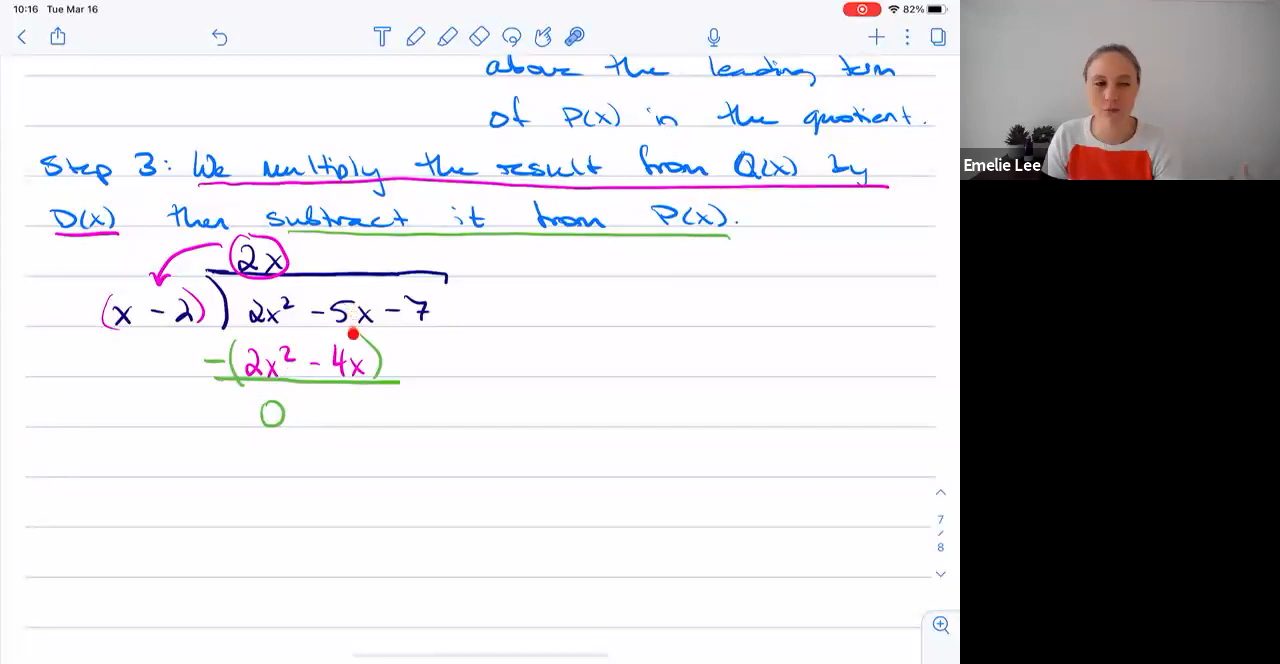 10:16 Tue Mar 16
82%
above the leading term
of P(x) in the quotient.
Step 3: We multiply the result from Q(x) by
D(x) then subtract it from P(x).
2x
(x - 2) ) 2x² - 5x - 7
-(2x² - 4x)
0
Emelie Lee
7
/
8